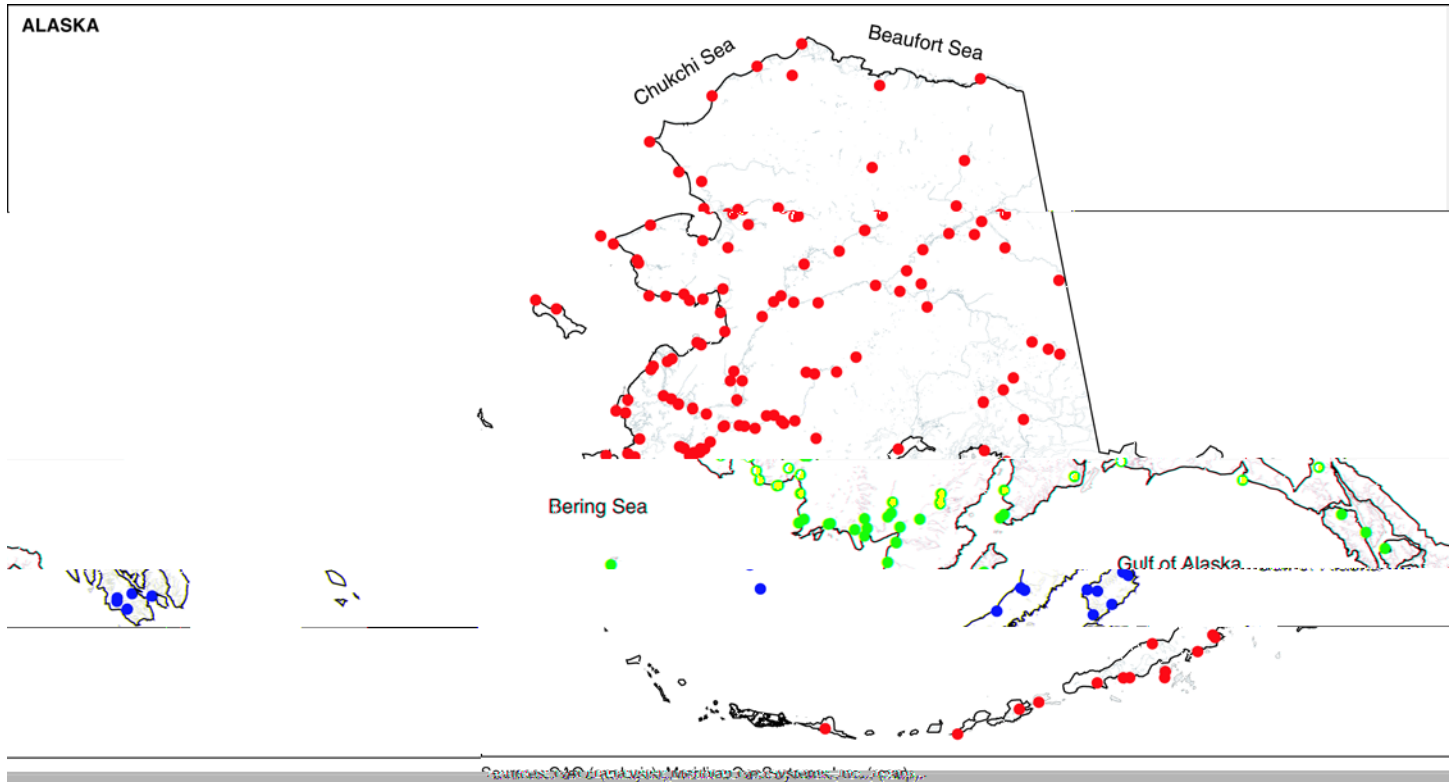 ALASKA
Beaufort Sea
Chukchi Sea
Bering Sea
Gulf of Alaska